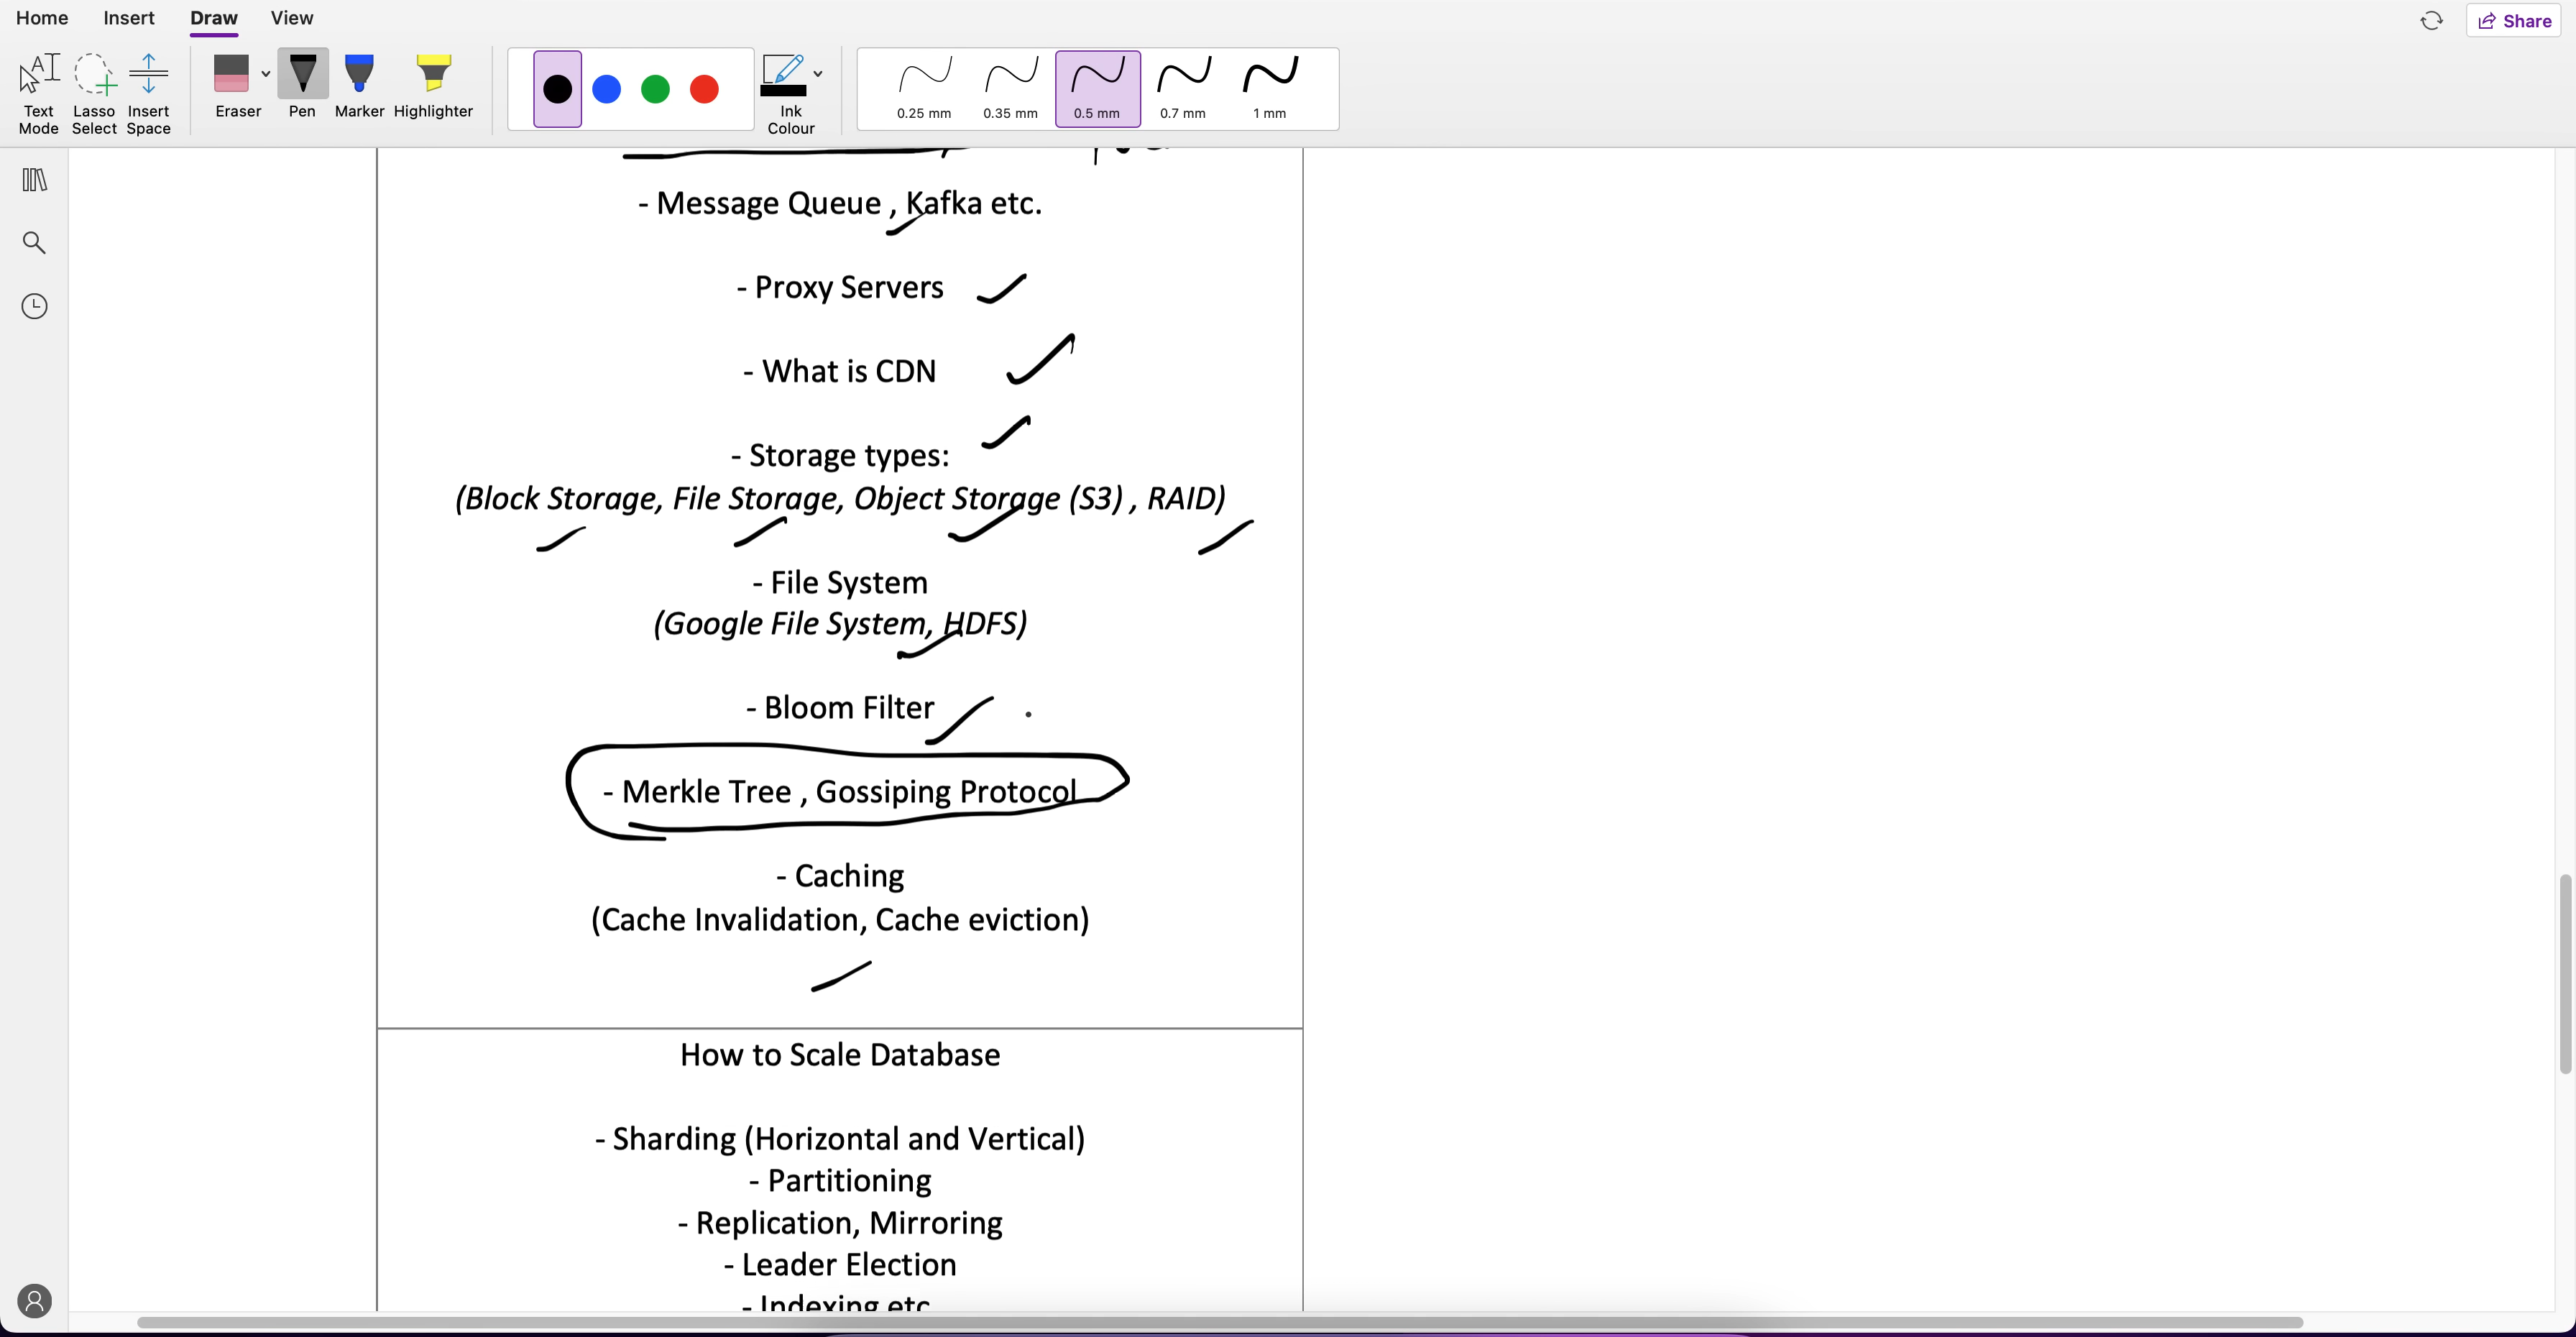 Home Insert Draw View
Share
Text Mode
Lasso Select
Insert Space
Eraser
Pen
Marker
Highlighter
Ink Colour
0.25 mm
0.35 mm
0.5 mm
0.7 mm
1 mm
- Message Queue , Kafka etc.
- Proxy Servers
- What is CDN
- Storage types:
(Block Storage, File Storage, Object Storage (S3) , RAID)
- File System
(Google File System, HDFS)
- Bloom Filter
- Merkle Tree , Gossiping Protocol
- Caching
(Cache Invalidation, Cache eviction)
How to Scale Database
- Sharding (Horizontal and Vertical)
- Partitioning
- Replication, Mirroring
- Leader Election
- Indexing etc